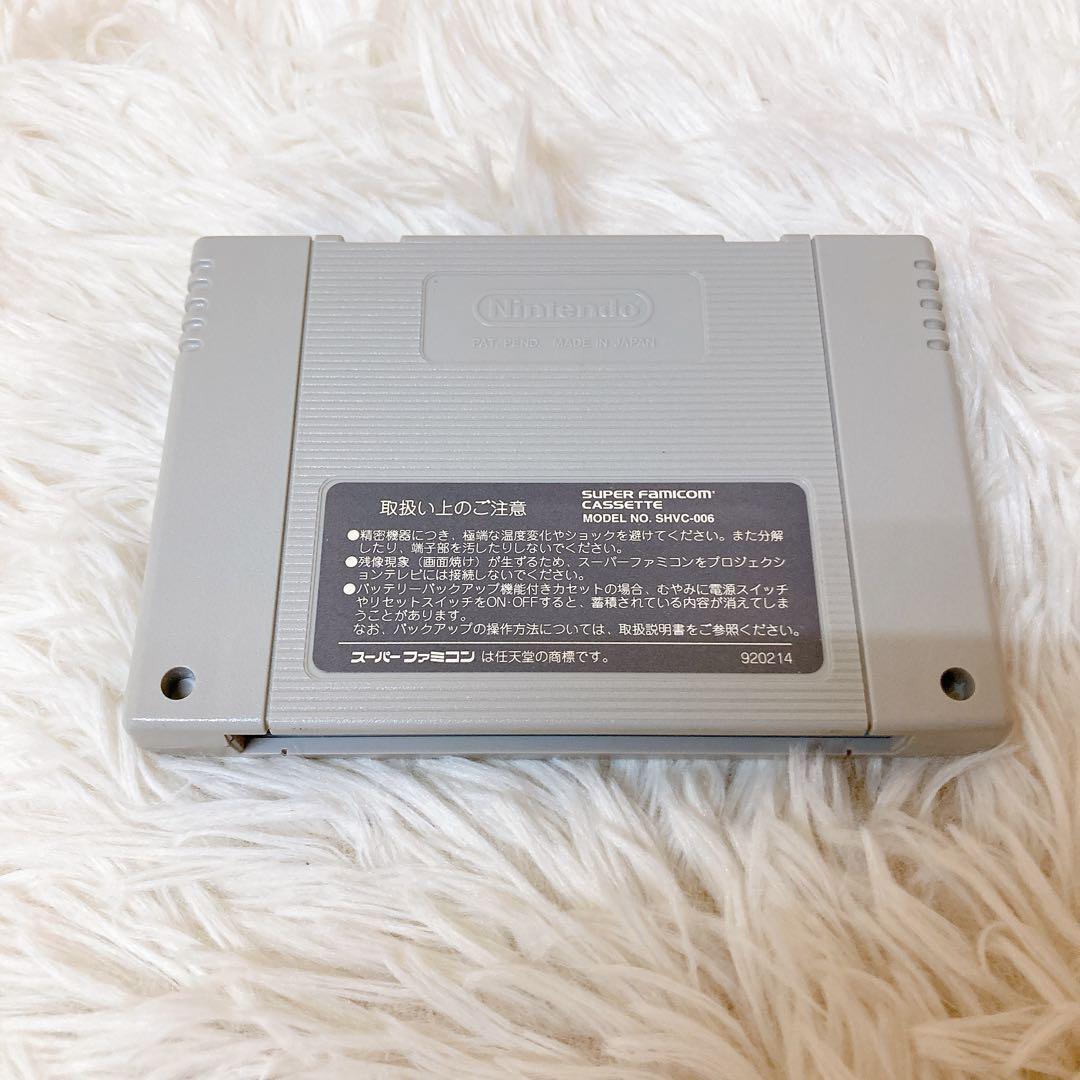 Nintendo
PAT. PEND. MADE IN JAPAN
取扱い上のご注意
SUPER FAMICOM
CASSETTE
MODEL NO. SHVC-006
●精密機器につき、極端な温度変化やショックを避けてください。また分解
したり、端子部を汚したりしないでください。
●残像現象（画面焼け）が生ずるため、スーパーファミコンをプロジェクシ
ョンテレビには接続しないでください。
●バッテリーバックアップ機能付きカセットの場合、むやみに電源スイッチ
やリセットスイッチをON・OFFすると、蓄積されている内容が消えてしま
うことがあります。
なお、バックアップの操作方法については、取扱説明書をご参照ください。
スーパーファミコン は任天堂の商標です。
920214